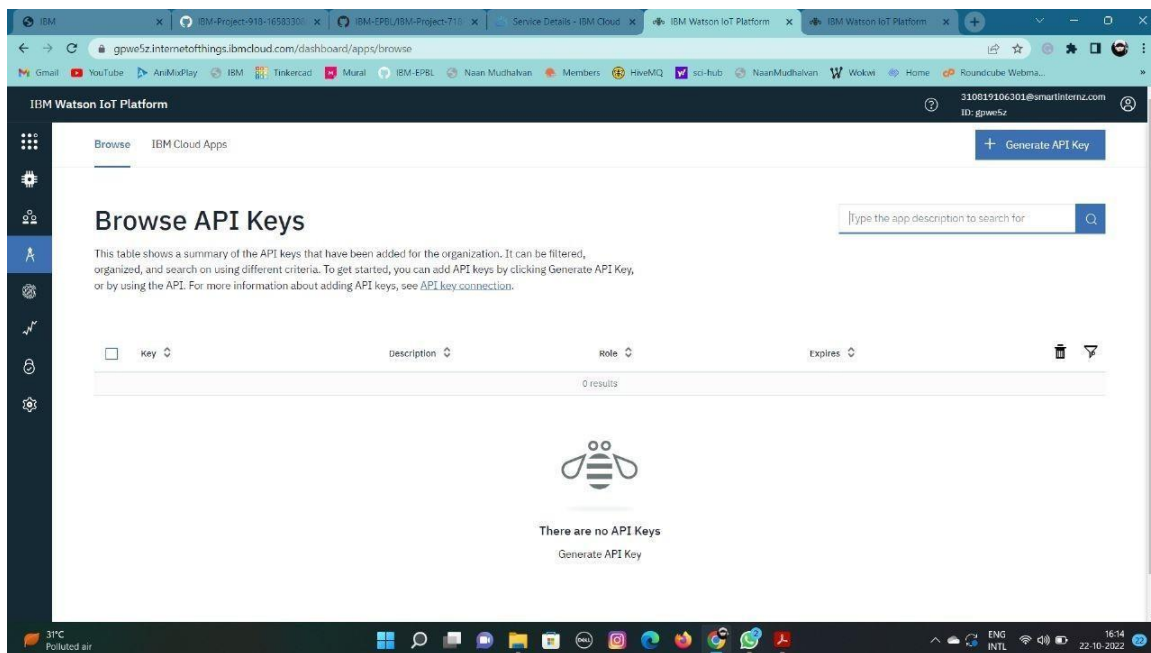 IBM
IBM-Project-918-1658330
IBM-EPBL/IBM-Project-716
Service Details - IBM Cloud
IBM Watson IoT Platform
IBM Watson IoT Platform
gpwe5z.internetofthings.ibmcloud.com/dashboard/apps/browse
Gmail
YouTube
AniMixPlay
IBM
Tinkercad
Mural
IBM-EPBL
Naan Mudhalvan
Members
HiveMQ
sci-hub
NaanMudhalvan
Wokwi
Home
Roundcube Webma...
IBM Watson IoT Platform
310819106301@smartinternz.com
ID: gpwe5z
Browse
IBM Cloud Apps
Generate API Key
Browse API Keys
Type the app description to search for
This table shows a summary of the API keys that have been added for the organization. It can be filtered,
organized, and search on using different criteria. To get started, you can add API keys by clicking Generate API Key,
or by using the API. For more information about adding API keys, see API key connection.
Key
Description
Role
Expires
0 results
There are no API Keys
Generate API Key
31°C
Polluted air
DELL
ENG
INTL
16:14
22-10-2022